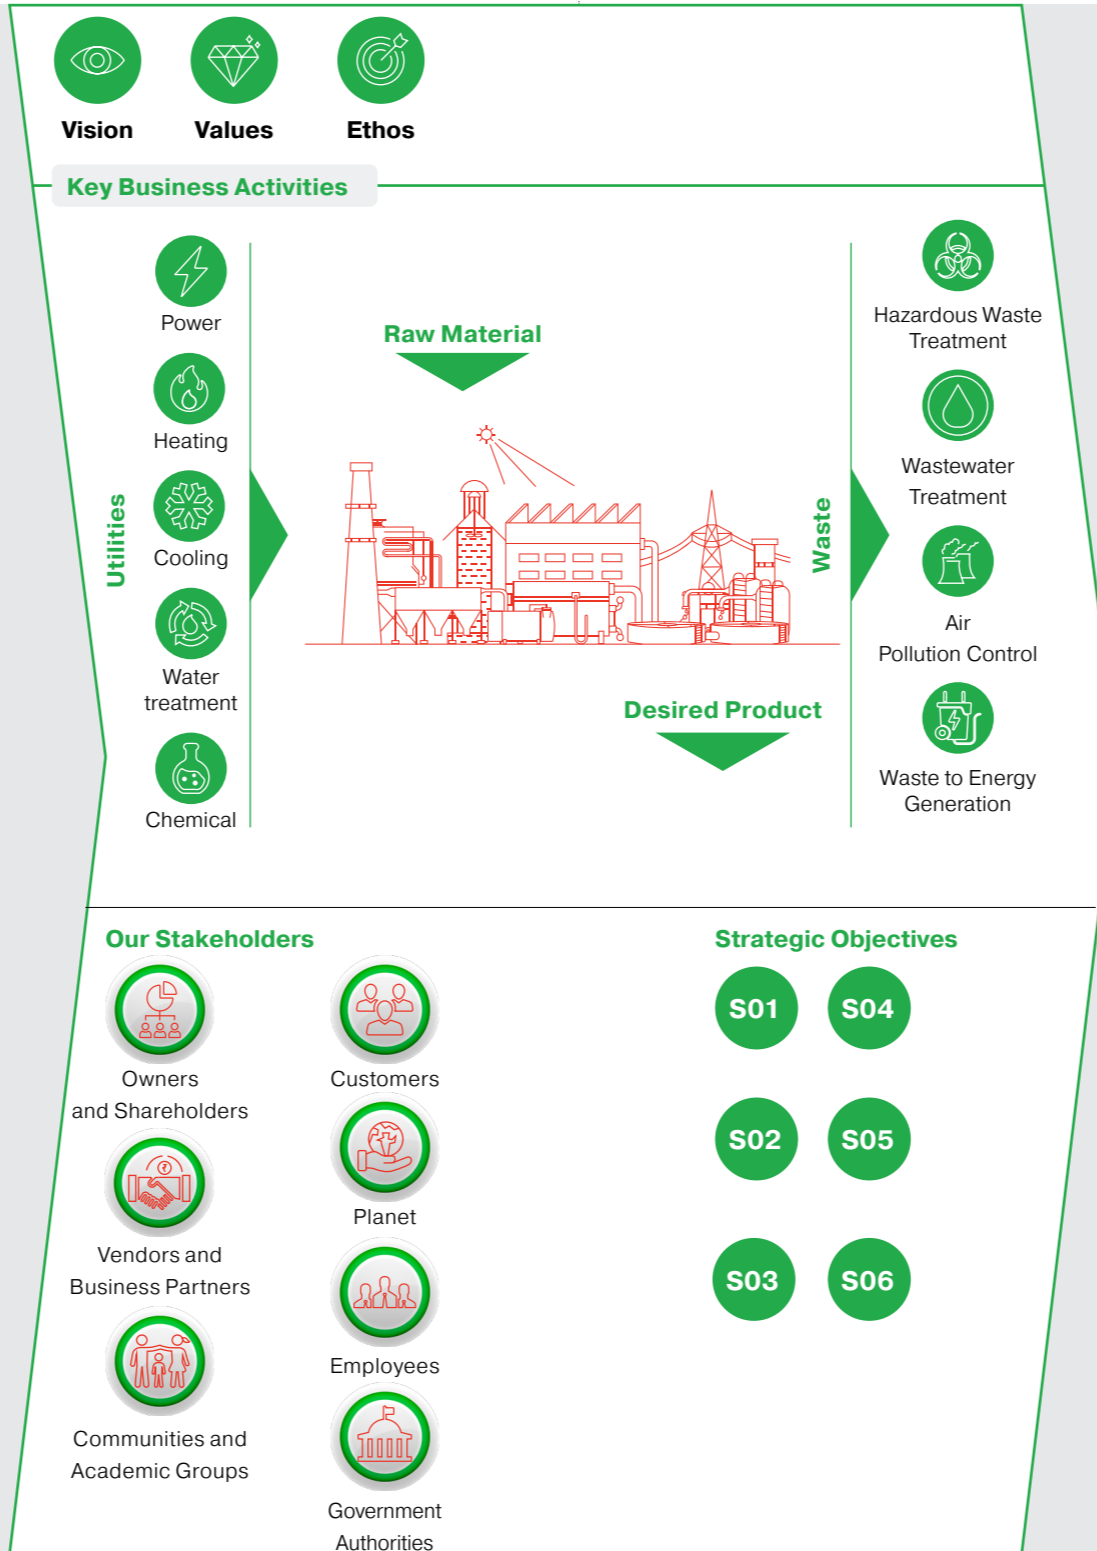 Vision
Values
Ethos
Key Business Activities
Utilities
Power
Heating
Cooling
Water
treatment
Chemical
Raw Material
Desired Product
Waste
Hazardous Waste
Treatment
Wastewater
Treatment
Air
Pollution Control
Waste to Energy
Generation
Our Stakeholders
Owners
and Shareholders
Vendors and
Business Partners
Communities and
Academic Groups
Customers
₹
Planet
Employees
Government
Authorities
Strategic Objectives
S01
S04
S02
S05
S03
S06